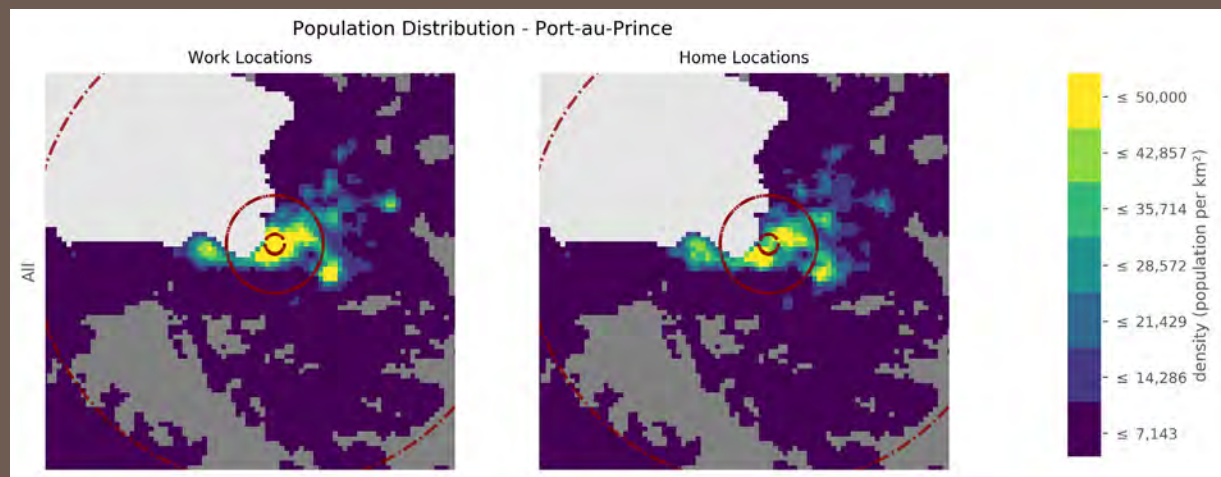 Population Distribution - Port-au-Prince
Work Locations
Home Locations
All
≤ 50,000
≤ 42,857
≤ 35,714
≤ 28,572
≤ 21,429
≤ 14,286
≤ 7,143
density (population per km²)